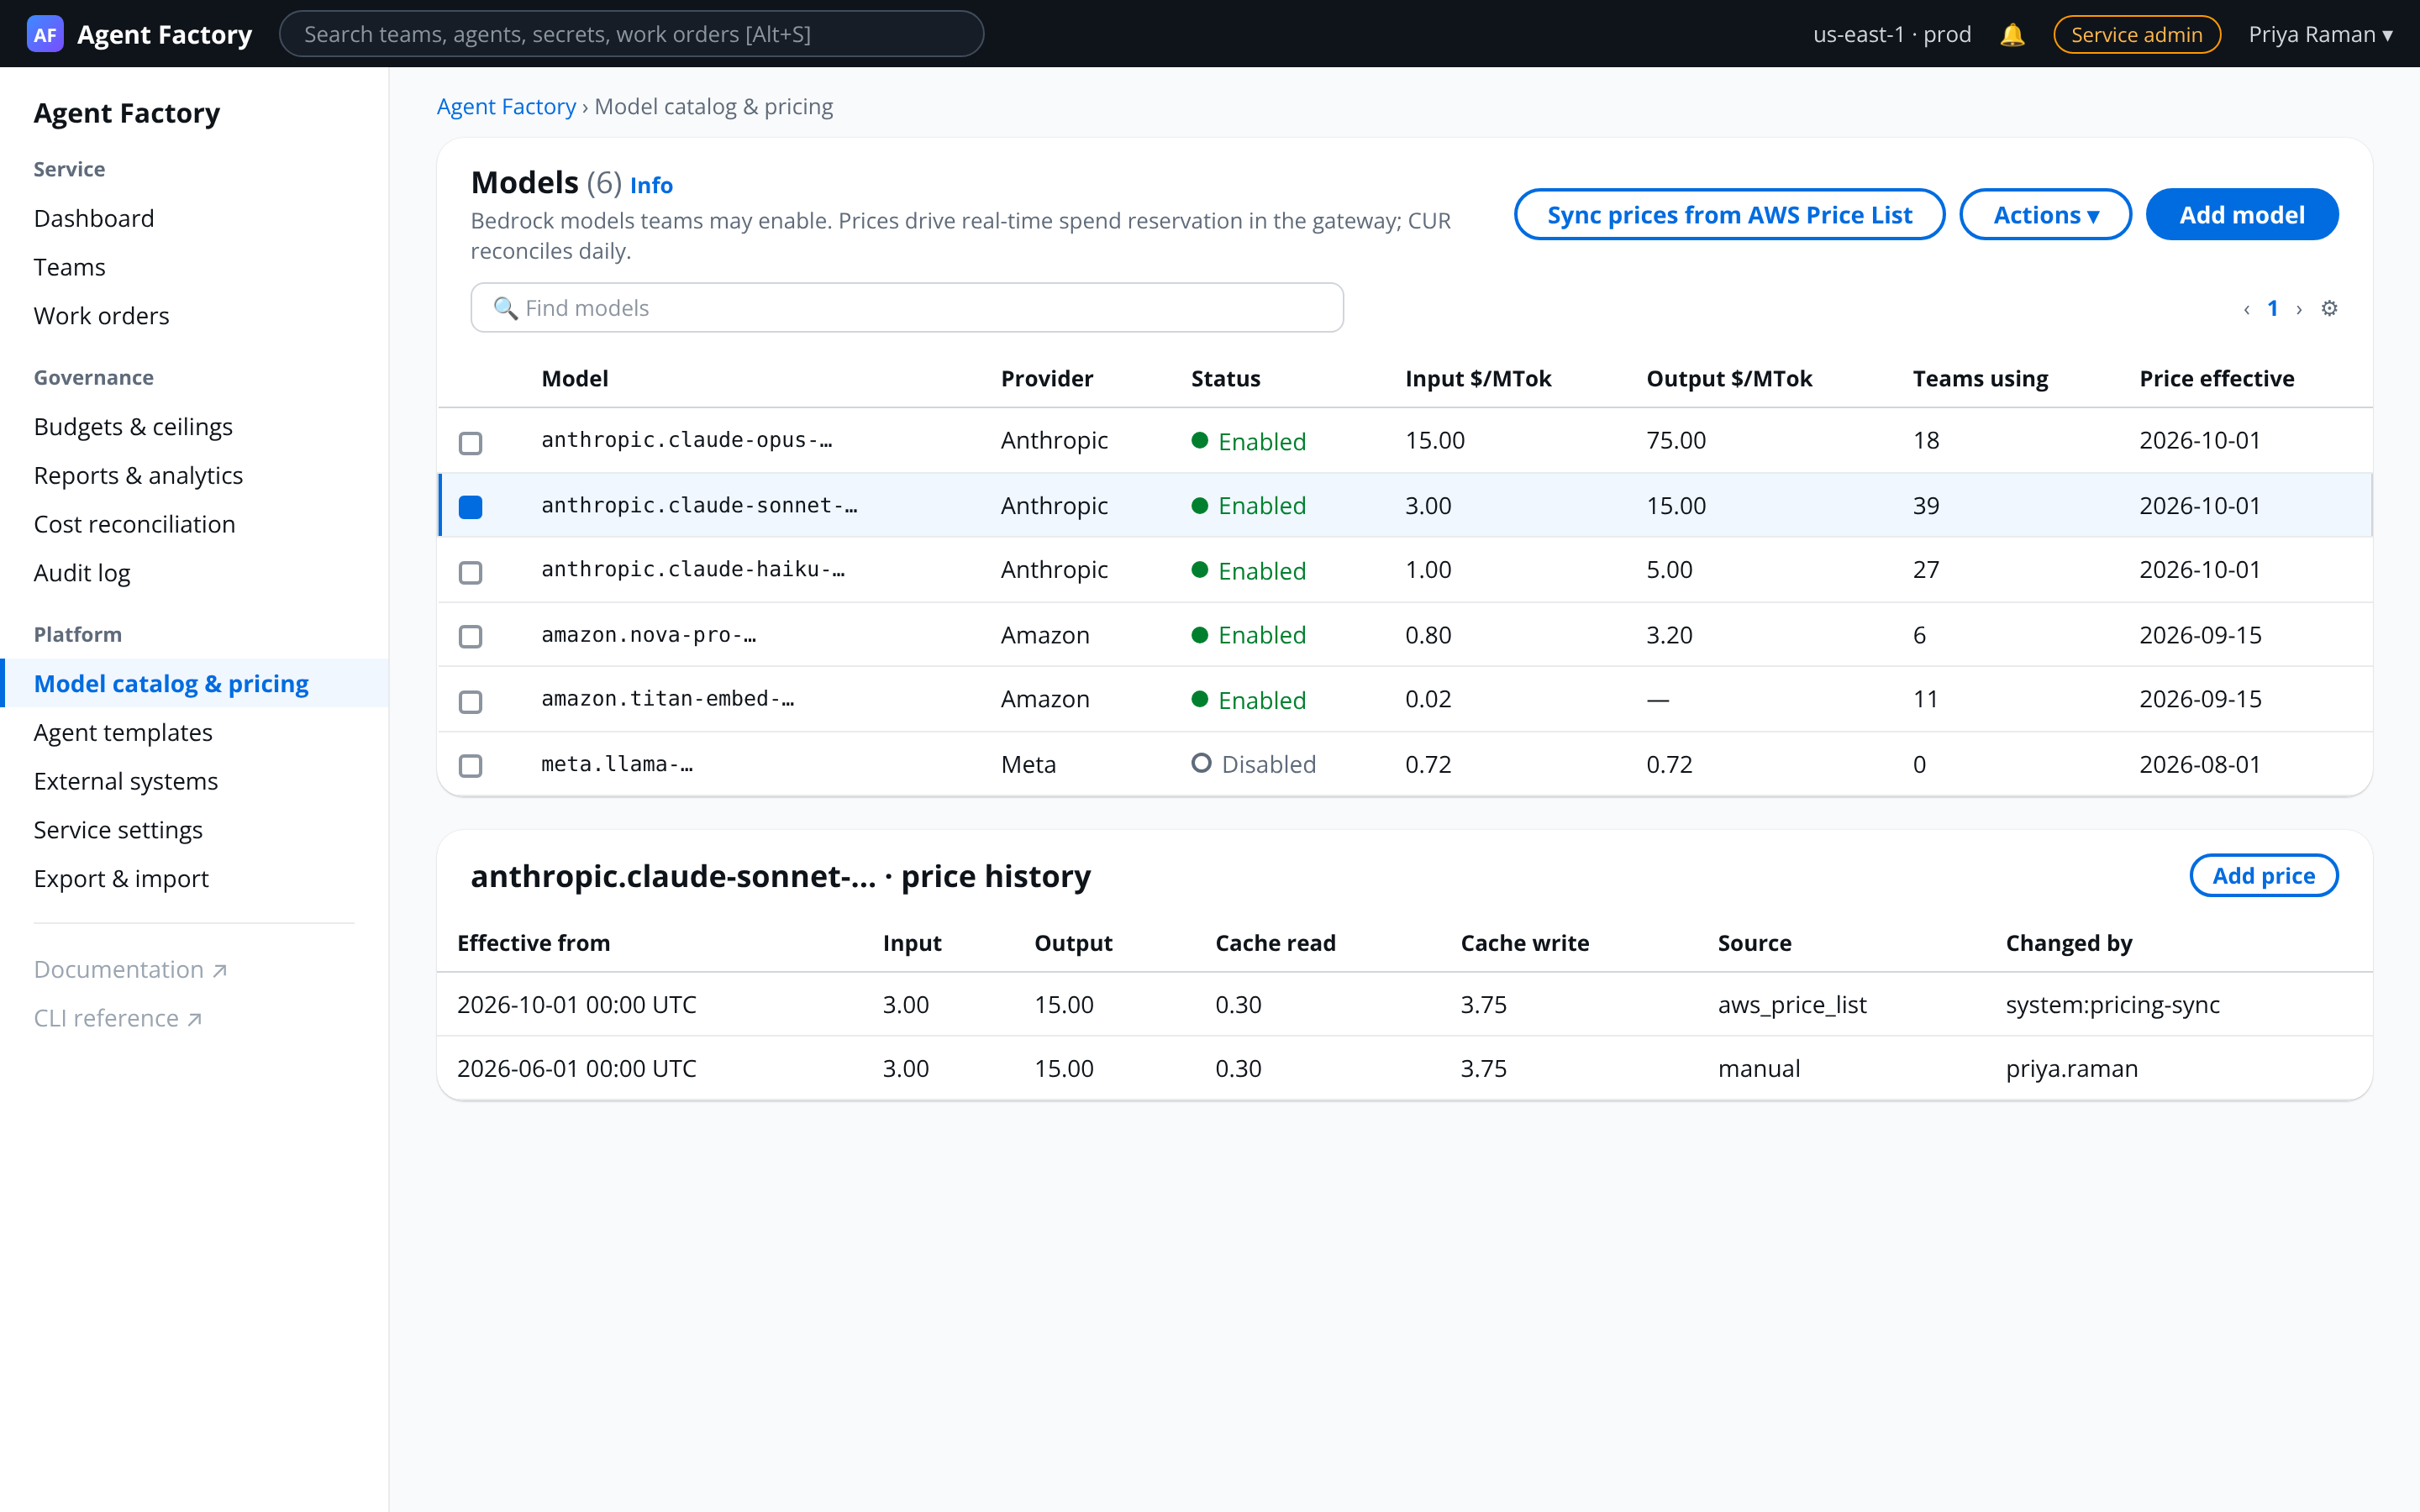 AF Agent Factory Search teams, agents, secrets, work orders [Alt+S] us-east-1 · prod 🔔 Service admin Priya Raman ▾
Agent Factory
Service
Dashboard
Teams
Work orders
Governance
Budgets & ceilings
Reports & analytics
Cost reconciliation
Audit log
Platform
Model catalog & pricing
Agent templates
External systems
Service settings
Export & import
Documentation ↗
CLI reference ↗
Agent Factory › Model catalog & pricing
Models (6) Info
Bedrock models teams may enable. Prices drive real-time spend reservation in the gateway; CUR
reconciles daily.
Sync prices from AWS Price List Actions ▾ Add model
🔍 Find models ‹ 1 › ⚙
Model Provider Status Input $/MTok Output $/MTok Teams using Price effective
anthropic.claude-opus-… Anthropic Enabled 15.00 75.00 18 2026-10-01
anthropic.claude-sonnet-… Anthropic Enabled 3.00 15.00 39 2026-10-01
anthropic.claude-haiku-… Anthropic Enabled 1.00 5.00 27 2026-10-01
amazon.nova-pro-… Amazon Enabled 0.80 3.20 6 2026-09-15
amazon.titan-embed-… Amazon Enabled 0.02 — 11 2026-09-15
meta.llama-… Meta Disabled 0.72 0.72 0 2026-08-01
anthropic.claude-sonnet-… · price history Add price
Effective from Input Output Cache read Cache write Source Changed by
2026-10-01 00:00 UTC 3.00 15.00 0.30 3.75 aws_price_list system:pricing-sync
2026-06-01 00:00 UTC 3.00 15.00 0.30 3.75 manual priya.raman